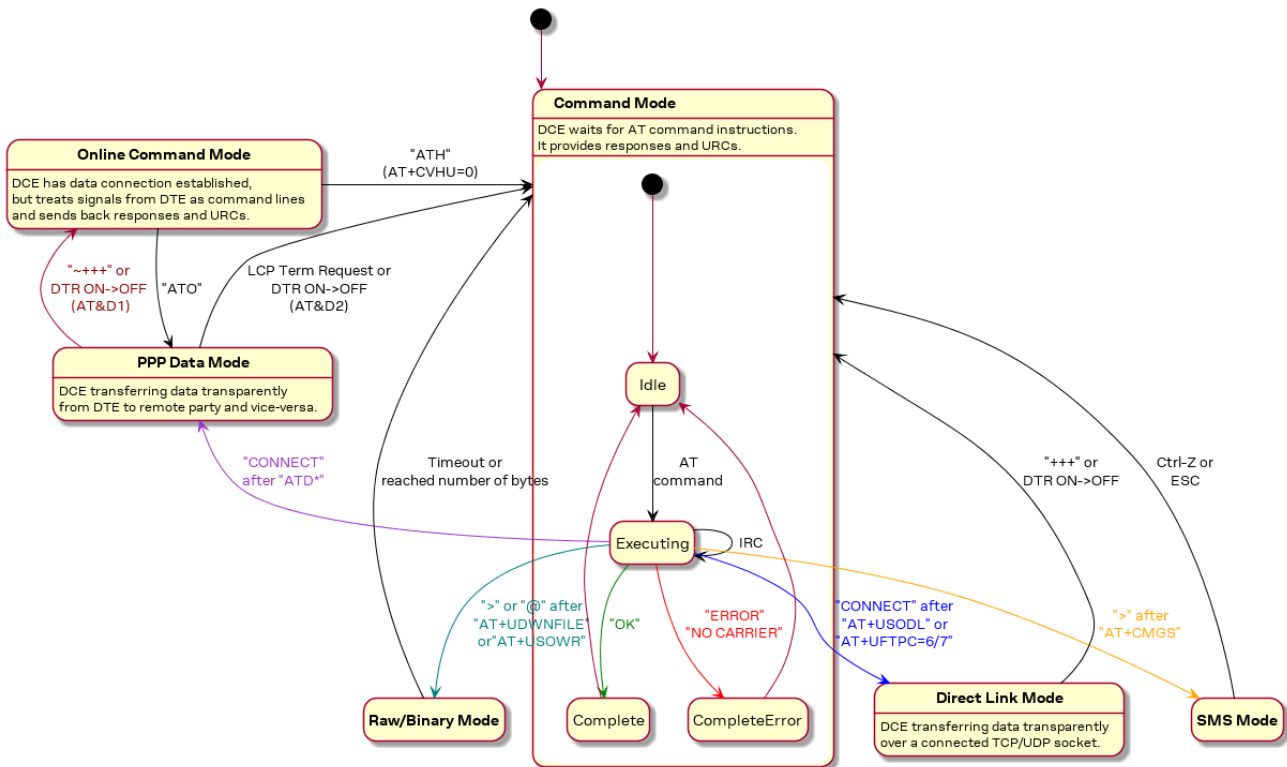 Command Mode
DCE waits for AT command instructions.
It provides responses and URCs.
Online Command Mode
DCE has data connection established,
but treats signals from DTE as command lines
and sends back responses and URCs.
"ATH"
(AT+CVHU=0)
"~+++" or
DTR ON->OFF
(AT&D1)
"ATO"
LCP Term Request or
DTR ON->OFF
(AT&D2)
PPP Data Mode
DCE transferring data transparently
from DTE to remote party and vice-versa.
Idle
"CONNECT"
after "ATD*"
Timeout or
reached number of bytes
AT
command
"+++" or
DTR ON->OFF
Ctrl-Z or
ESC
Executing
IRC
">" or "@" after
"AT+UDWNFILE"
or"AT+USOWR"
"OK"
"ERROR"
"NO CARRIER"
"CONNECT" after
"AT+USODL" or
"AT+UFTPC=6/7"
">" after
"AT+CMGS"
Raw/Binary Mode
Complete
CompleteError
Direct Link Mode
DCE transferring data transparently
over a connected TCP/UDP socket.
SMS Mode